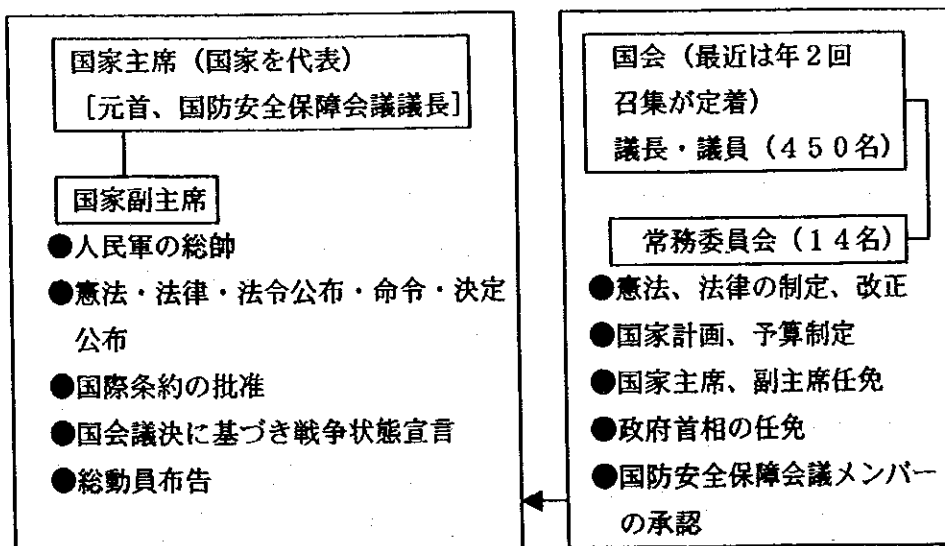 国家主席（国家を代表）
[元首、国防安全保障会議議長]
国家副主席
●人民軍の総帥
●憲法・法律・法令公布・命令・決定
公布
●国際条約の批准
●国会議決に基づき戦争状態宣言
●総動員布告
国会（最近は年２回
召集が定着）
議長・議員（４５０名）
常務委員会（１４名）
●憲法、法律の制定、改正
●国家計画、予算制定
●国家主席、副主席任免
●政府首相の任免
●国防安全保障会議メンバー
の承認